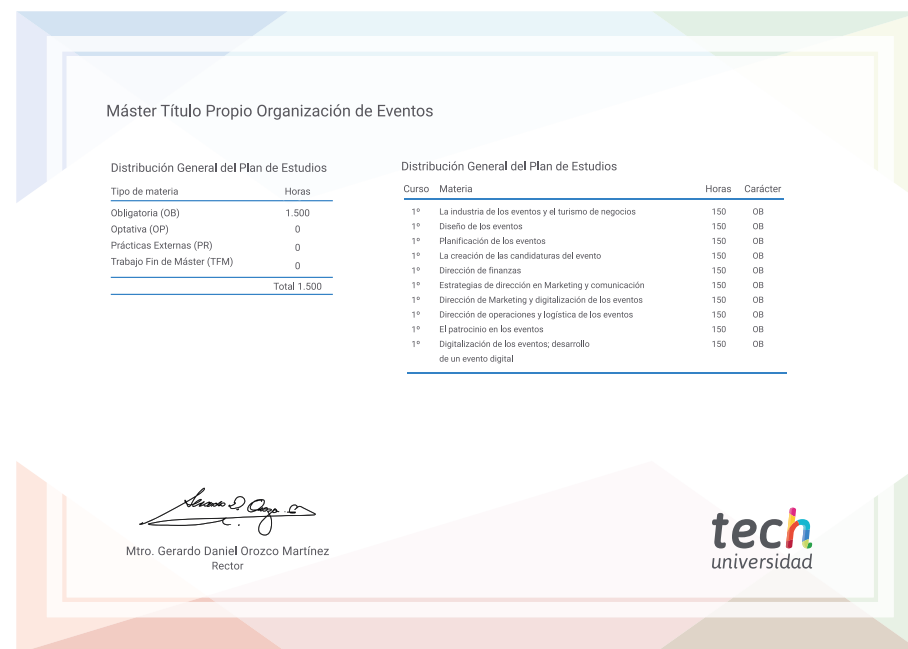 Máster Título Propio Organización de Eventos
Distribución General del Plan de Estudios
Tipo de materia Horas
Obligatoria (OB) 1.500
Optativa (OP) 0
Prácticas Externas (PR) 0
Trabajo Fin de Máster (TFM) 0
Total 1.500
Distribución General del Plan de Estudios
Curso Materia Horas Carácter
1º La industria de los eventos y el turismo de negocios 150 OB
1º Diseño de los eventos 150 OB
1º Planificación de los eventos 150 OB
1º La creación de las candidaturas del evento 150 OB
1º Dirección de finanzas 150 OB
1º Estrategias de dirección en Marketing y comunicación 150 OB
1º Dirección de Marketing y digitalización de los eventos 150 OB
1º Dirección de operaciones y logística de los eventos 150 OB
1º El patrocinio en los eventos 150 OB
1º Digitalización de los eventos; desarrollo 150 OB
de un evento digital
Mtro. Gerardo Daniel Orozco Martínez
Rector
tech
universidad